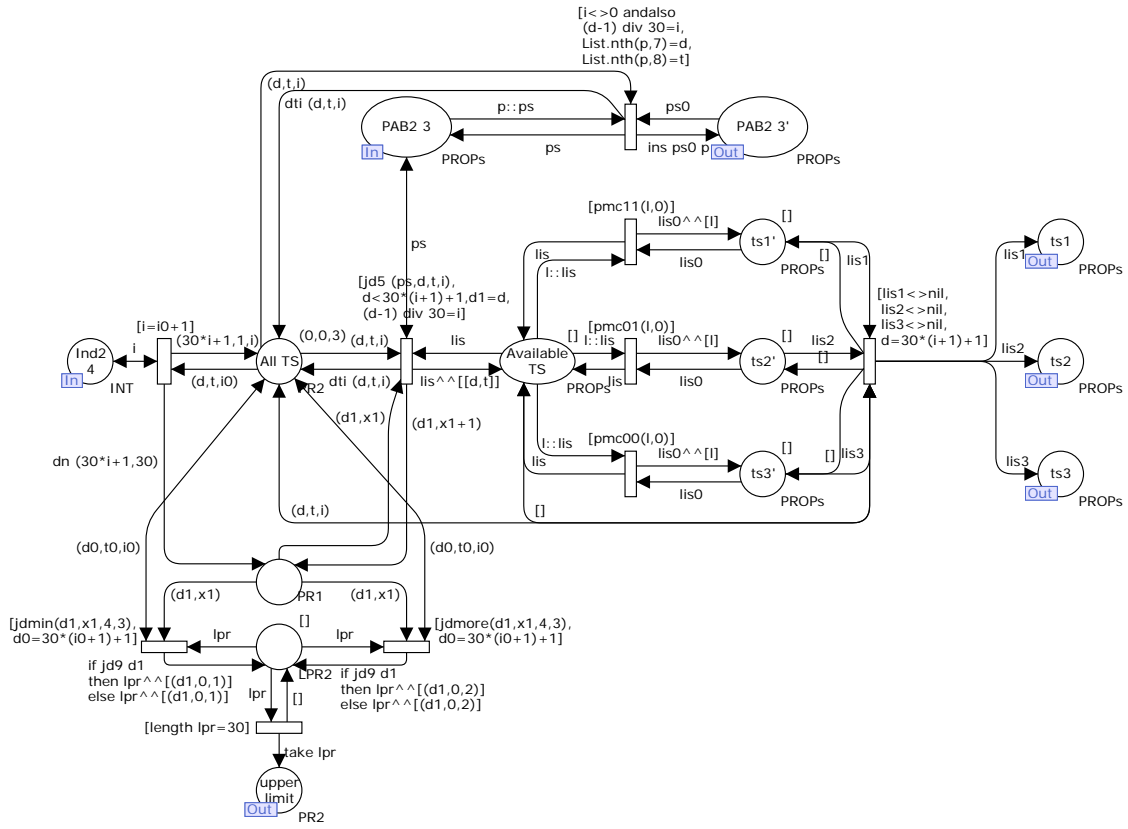 [i<>0 andalso
(d-1) div 30=i,
List.nth(p,7)=d,
List.nth(p,8)=t]
(d,t,i)
dti (d,t,i)
p::ps
ps0
PAB2 3
PAB2 3'
ps
ins ps0 p
In
Out
PROPs
PROPs
[pmc11(l,0)]
lis0^^[l]
[]
ts1'
ts1
ps
lis
lis0
[]
lis1
lis1
Out
l::lis
PROPs
PROPs
[jd5 (ps,d,t,i),
d<30*(i+1)+1,d1=d,
(d-1) div 30=i]
[lis1<>nil,
lis2<>nil,
lis3<>nil,
d=30*(i+1)+1]
[i=i0+1]
(30*i+1,1,i)
(0,0,3)
(d,t,i)
lis
[]
l::lis
[pmc01(l,0)]
lis0^^[l]
[]
lis2
lis2
Ind2
4
i
All TS
Available
TS
ts2'
[]
ts2
In
INT
(d,t,i0)
PR2
dti (d,t,i)
lis^^[[d,t]]
PROPs
lis
lis0
PROPs
Out
PROPs
(d1,x1)
(d1,x1+1)
[pmc00(l,0)]
l::lis
lis0^^[l]
[]
dn (30*i+1,30)
lis
ts3'
[]
lis3
lis3
ts3
lis0
PROPs
Out
PROPs
(d,t,i)
[]
(d0,t0,i0)
(d0,t0,i0)
(d1,x1)
PR1
(d1,x1)
[jdmin(d1,x1,4,3),
d0=30*(i0+1)+1]
lpr
[]
lpr
[jdmore(d1,x1,4,3),
d0=30*(i0+1)+1]
LPR2
if jd9 d1
then lpr^^[(d1,0,1)]
else lpr^^[(d1,0,1)]
lpr
[]
if jd9 d1
then lpr^^[(d1,0,2)]
else lpr^^[(d1,0,2)]
[length lpr=30]
take lpr
upper
limit
Out
PR2